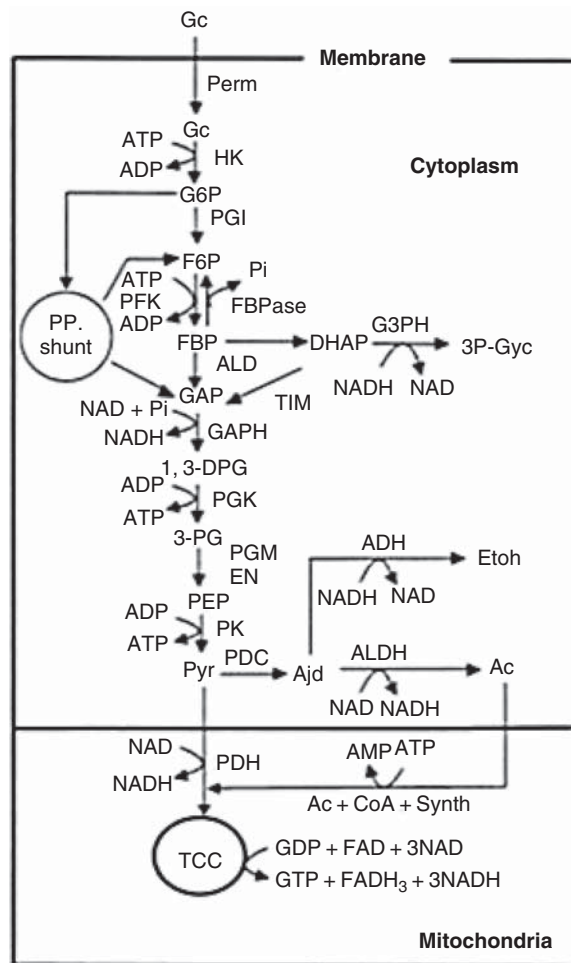 Gc
Membrane
Perm
Gc
ATP
HK
ADP
Cytoplasm
G6P
PGI
F6P
ATP
Pi
PFK
FBPase
ADP
PP.
shunt
FBP
ALD
DHAP
G3PH
3P-Gyc
NADH NAD
GAP
TIM
NAD + Pi
NADH
GAPH
1, 3-DPG
ADP
PGK
ATP
3-PG
PGM
EN
PEP
ADP
PK
ATP
ADH
Etoh
NADH NAD
Pyr
PDC
Ajd
ALDH
Ac
NAD NADH
NAD
PDH
NADH
AMP ATP
Ac + CoA + Synth
TCC
GDP + FAD + 3NAD
GTP + FADH₃ + 3NADH
Mitochondria